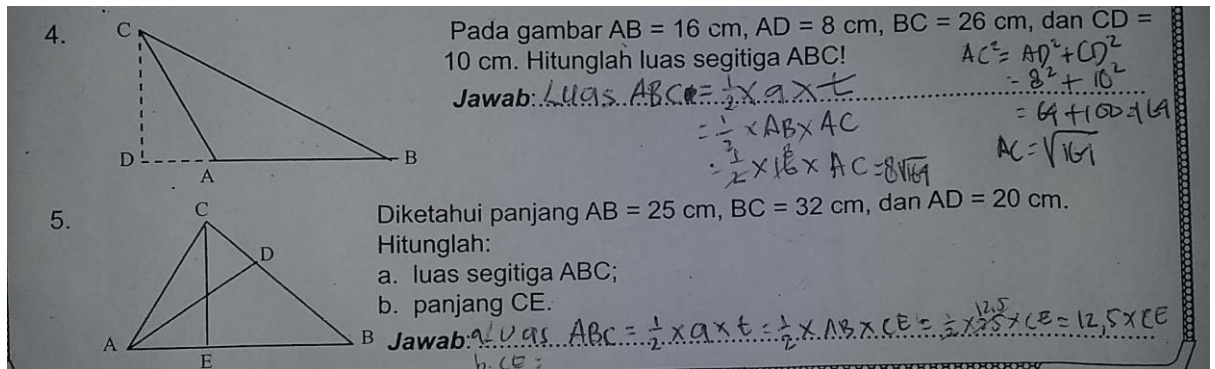 4.
C
D
A
B
Pada gambar AB = 16 cm, AD = 8 cm, BC = 26 cm, dan CD =
10 cm. Hitunglah luas segitiga ABC!
Jawab: Luas ABC = 1/2 x a x t
= 1/2 x AB x AC
= 1/2 x 16 x AC = 8√164
AC² = AD² + CD²
= 8² + 10²
= 64 + 100 = 164
AC = √164
5.
C
D
A
E
B
Diketahui panjang AB = 25 cm, BC = 32 cm, dan AD = 20 cm.
Hitunglah:
a. luas segitiga ABC;
b. panjang CE.
Jawab: a. Luas ABC = 1/2 x a x t = 1/2 x AB x CE = 1/2 x 25 x CE = 12,5 x CE
12,5
b. CE =